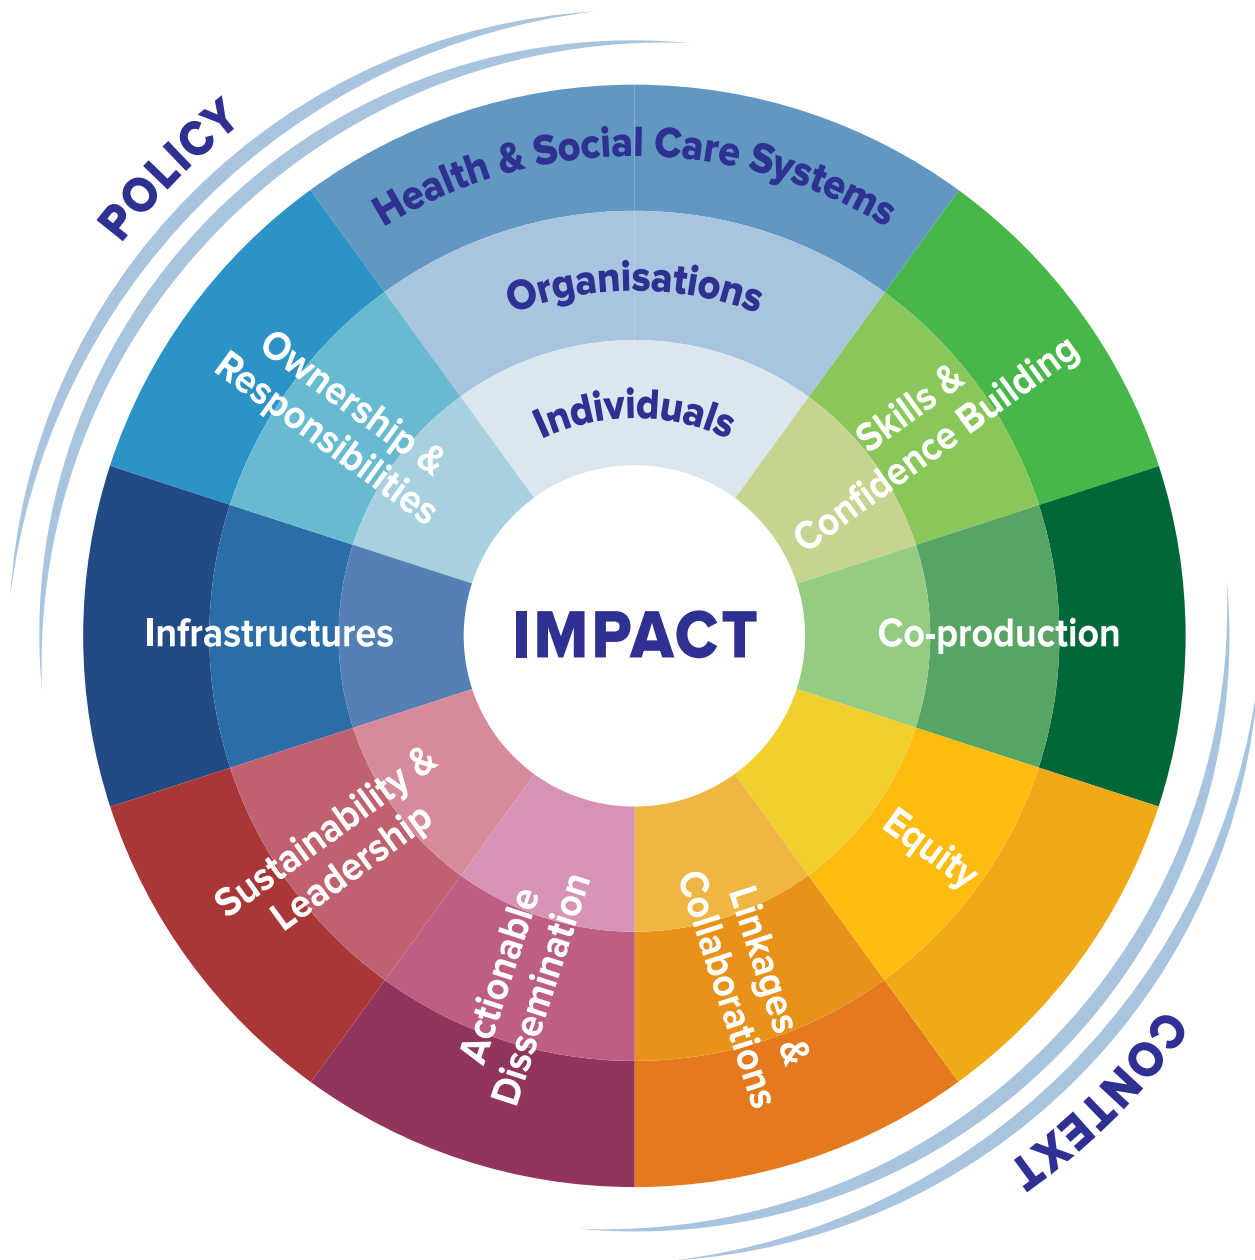 POLICY
Health & Social Care Systems
Organisations
Individuals
Ownership &
Responsibilities
Skills &
Confidence Building
Infrastructures
IMPACT
Co-production
Sustainability &
Leadership
Actionable
Dissemination
Linkages &
Collaborations
Equity
CONTEXT